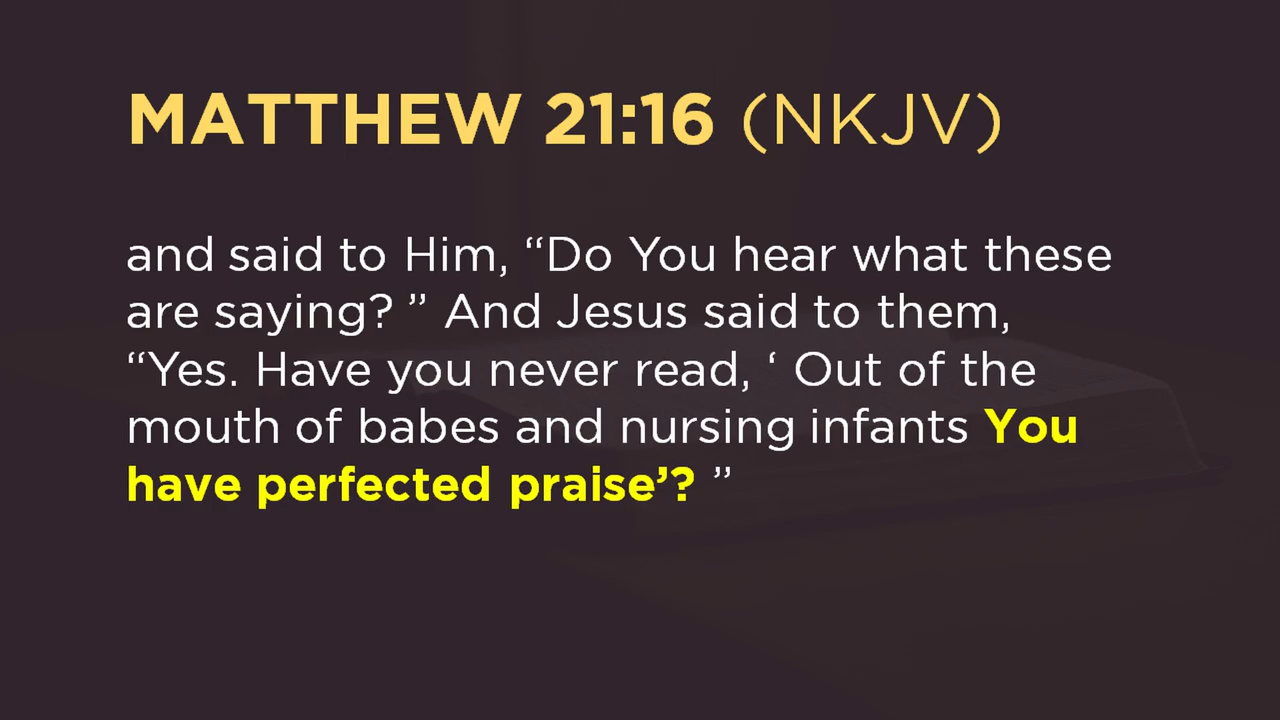 MATTHEW 21:16 (NKJV)
and said to Him, “Do You hear what these
are saying? ” And Jesus said to them,
“Yes. Have you never read, ‘ Out of the
mouth of babes and nursing infants You
have perfected praise’? ”